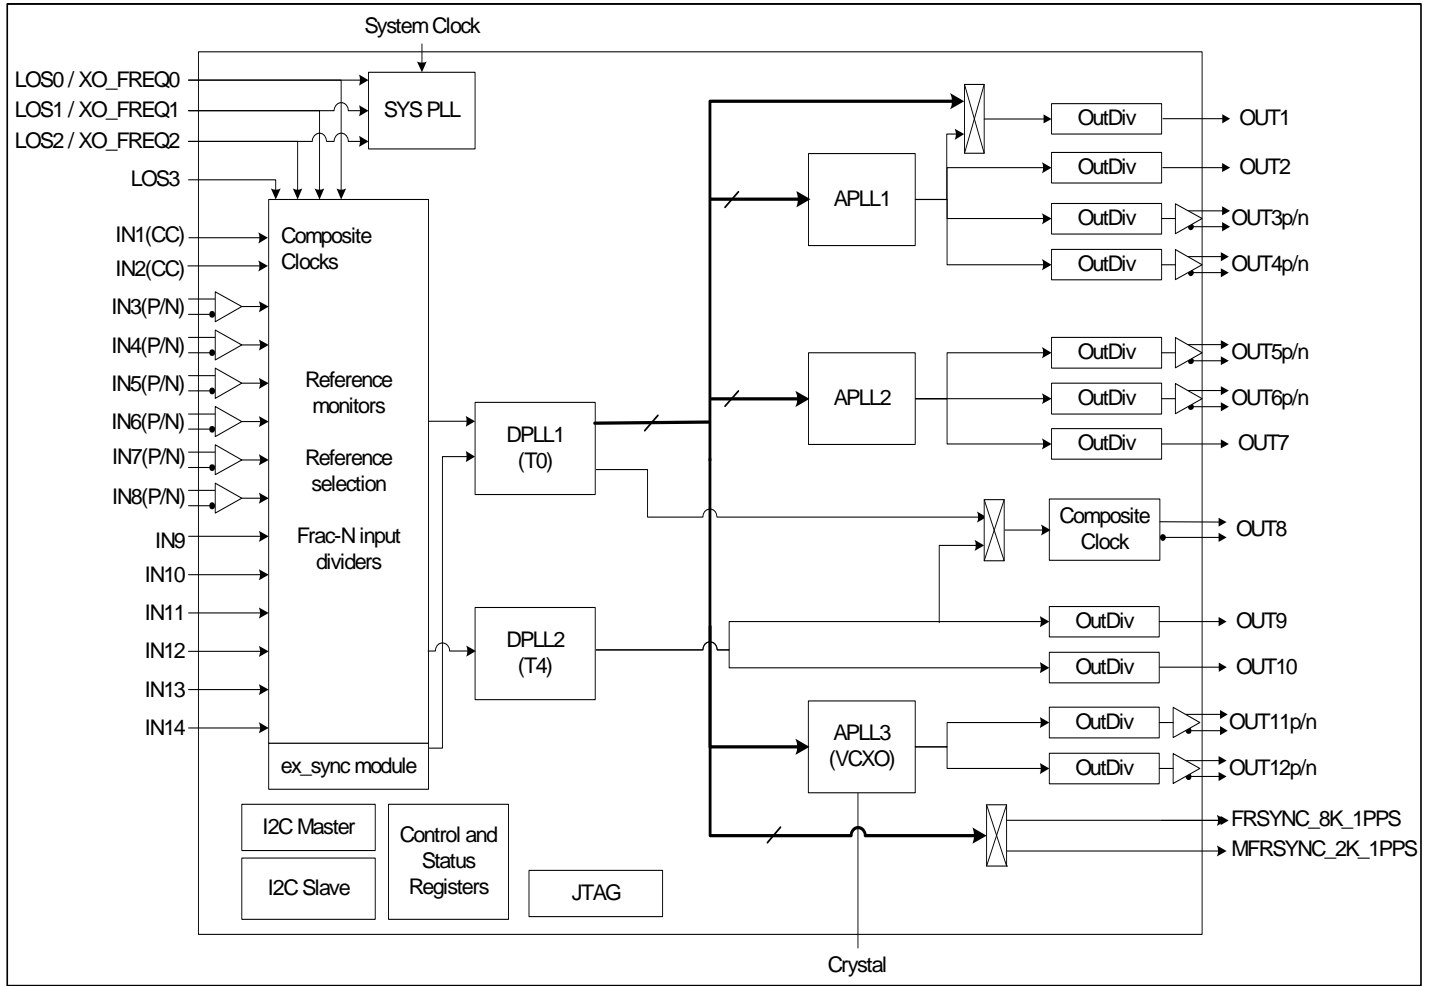 System Clock
LOS0 / XO_FREQ0
LOS1 / XO_FREQ1
LOS2 / XO_FREQ2
LOS3
SYS PLL
IN1(CC)
IN2(CC)
IN3(P/N)
IN4(P/N)
IN5(P/N)
IN6(P/N)
IN7(P/N)
IN8(P/N)
IN9
IN10
IN11
IN12
IN13
IN14
Composite
Clocks
Reference
monitors
Reference
selection
Frac-N input
dividers
ex_sync module
I2C Master
I2C Slave
Control and
Status
Registers
JTAG
DPLL1
(T0)
DPLL2
(T4)
APLL1
APLL2
APLL3
(VCXO)
Crystal
OutDiv
OUT1
OutDiv
OUT2
OutDiv
OUT3p/n
OutDiv
OUT4p/n
OutDiv
OUT5p/n
OutDiv
OUT6p/n
OutDiv
OUT7
Composite
Clock
OUT8
OutDiv
OUT9
OutDiv
OUT10
OutDiv
OUT11p/n
OutDiv
OUT12p/n
FRSYNC_8K_1PPS
MFRSYNC_2K_1PPS